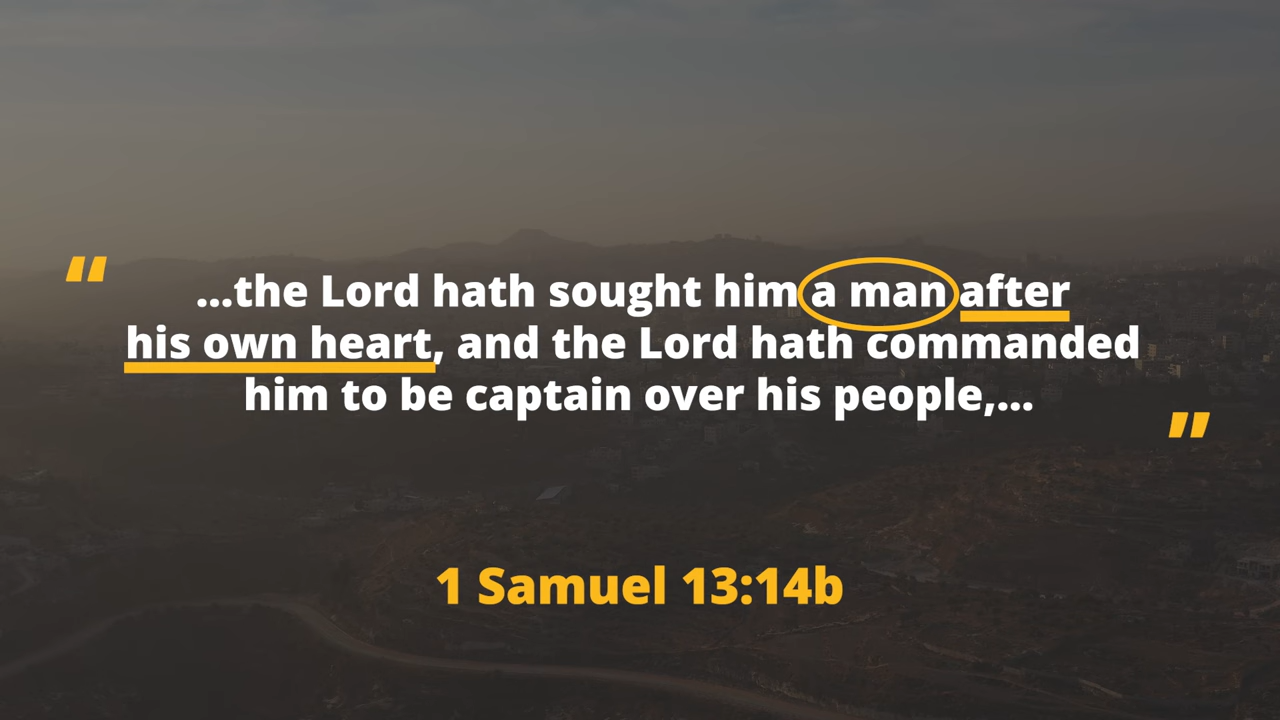 "
...the Lord hath sought him a man after
his own heart, and the Lord hath commanded
him to be captain over his people,...
"
1 Samuel 13:14b